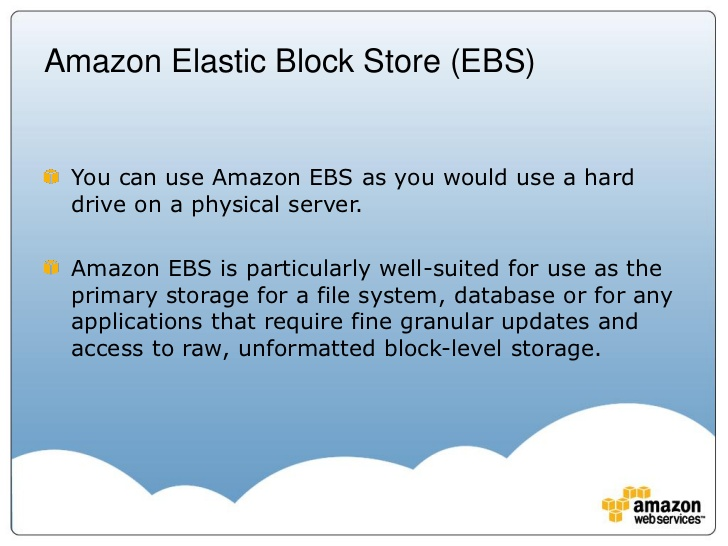 Amazon Elastic Block Store (EBS)
You can use Amazon EBS as you would use a hard
drive on a physical server.
Amazon EBS is particularly well-suited for use as the
primary storage for a file system, database or for any
applications that require fine granular updates and
access to raw, unformatted block-level storage.
amazon
webservices™